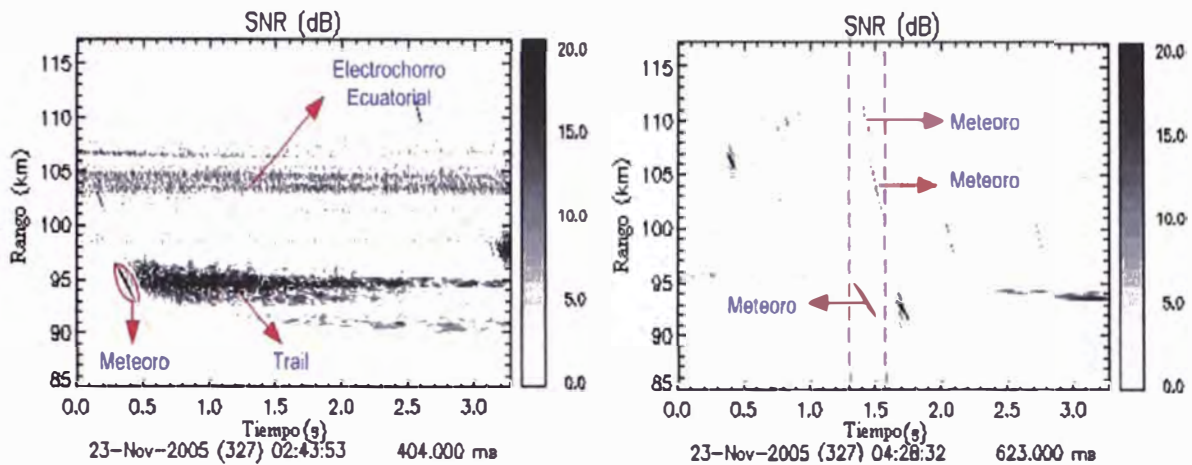 SNR (dB)
Electrochorro
Ecuatorial
Meteoro
Trail
Rango (km)
115
110
105
100
95
90
85
0.0 0.5 1.0 1.5 2.0 2.5 3.0
Tiempo(s)
20.0
15.0
10.0
5.0
0.0
23-Nov-2005 (327) 02:43:53 404.000 ms
SNR (dB)
Meteoro
Meteoro
Meteoro
Rango (km)
115
110
105
100
95
90
85
0.0 0.5 1.0 1.5 2.0 2.5 3.0
Tiempo(s)
20.0
15.0
10.0
5.0
0.0
23-Nov-2005 (327) 04:28:32 623.000 ms